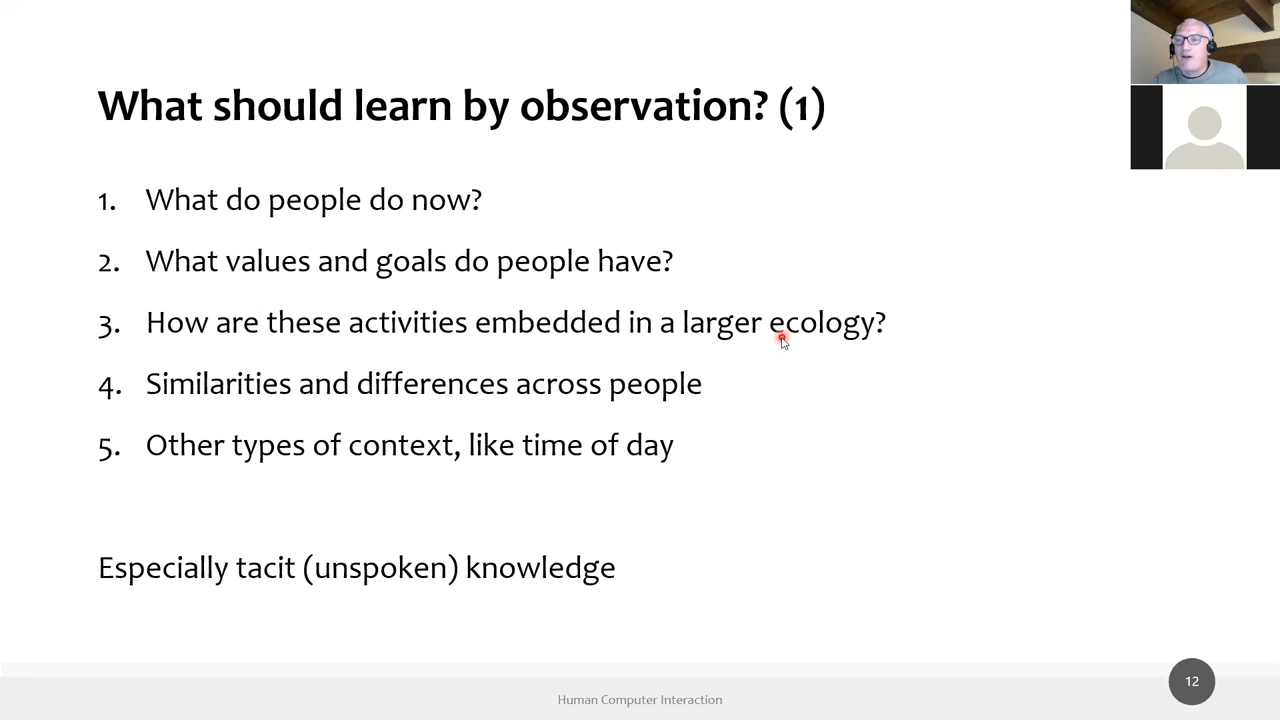 What should learn by observation? (1)
1. What do people do now?
2. What values and goals do people have?
3. How are these activities embedded in a larger ecology?
4. Similarities and differences across people
5. Other types of context, like time of day
Especially tacit (unspoken) knowledge
Human Computer Interaction
12